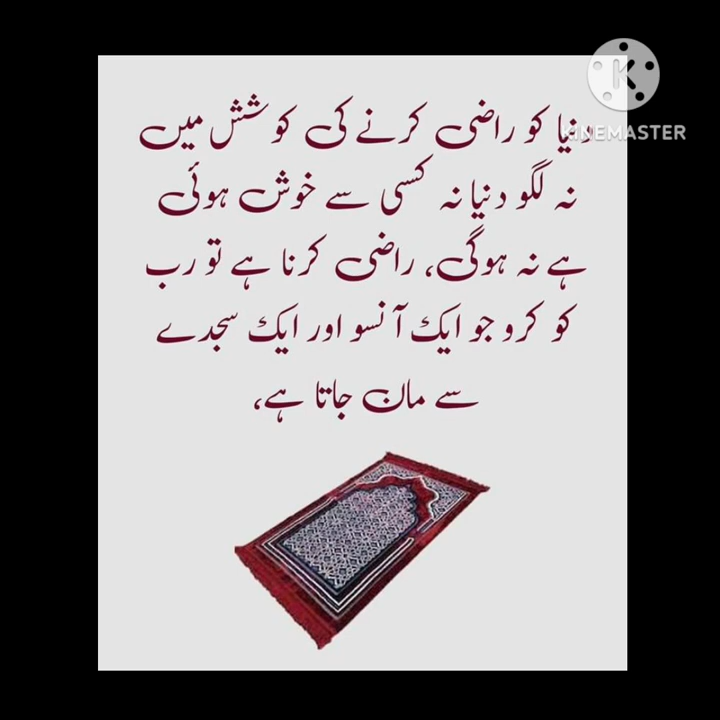 KINEMASTER
دنیا کو راضی کرنے کی کوشش میں
نہ لگو دنیا نہ کسی سے خوش ہوئی
ہے نہ ہوگی، راضی کرنا ہے تو رب
کو کرو جو ایک آنسو اور ایک سجدے
سے مان جاتا ہے،